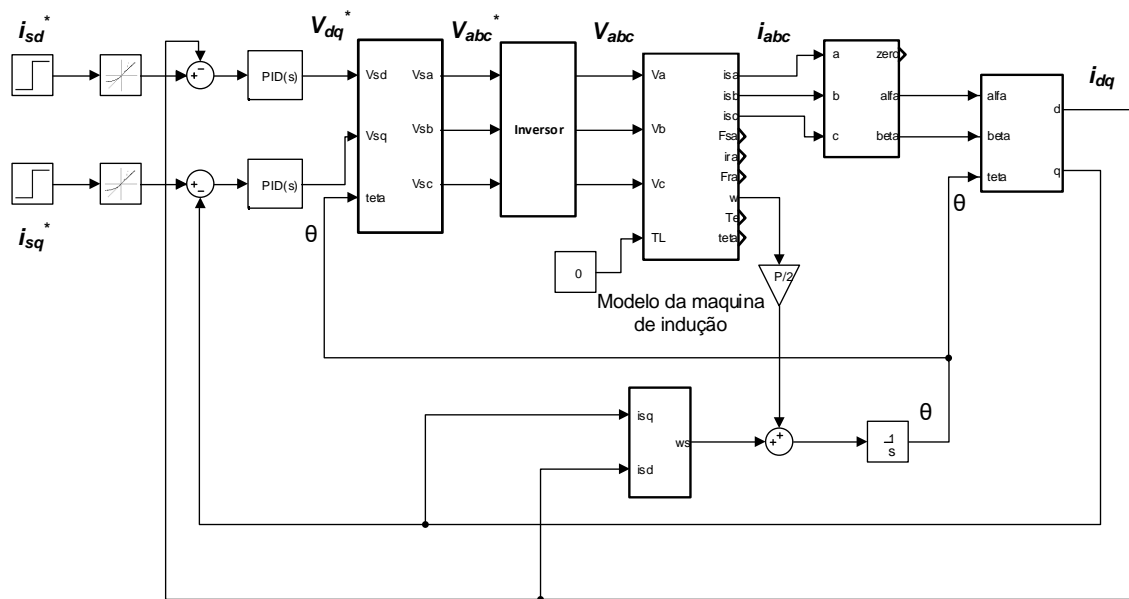 isd*
Vdq*
Vabc*
Vabc
iabc
idq
PID(s)
PID(s)
isq*
Vsd
Vsq
teta
Vsa
Vsb
Vsc
θ
Inversor
Va
Vb
Vc
TL
isa
isb
isc
Fsa
ira
Fra
w
Te
teta
0
Modelo da maquina
de indução
P/2
a
b
c
zero
alfa
beta
alfa
beta
teta
d
q
θ
isq
isd
ws
1
s
θ